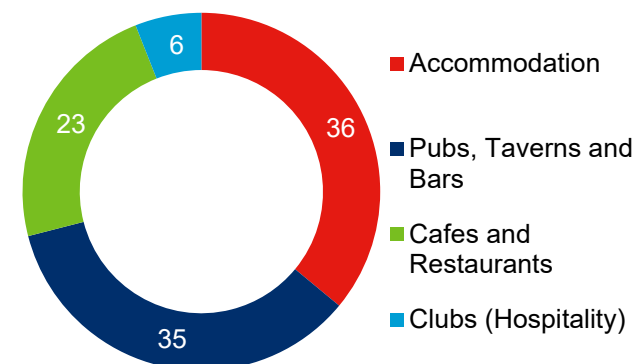 6
36
23
35
Accommodation
Pubs, Taverns and
Bars
Cafes and
Restaurants
Clubs (Hospitality)